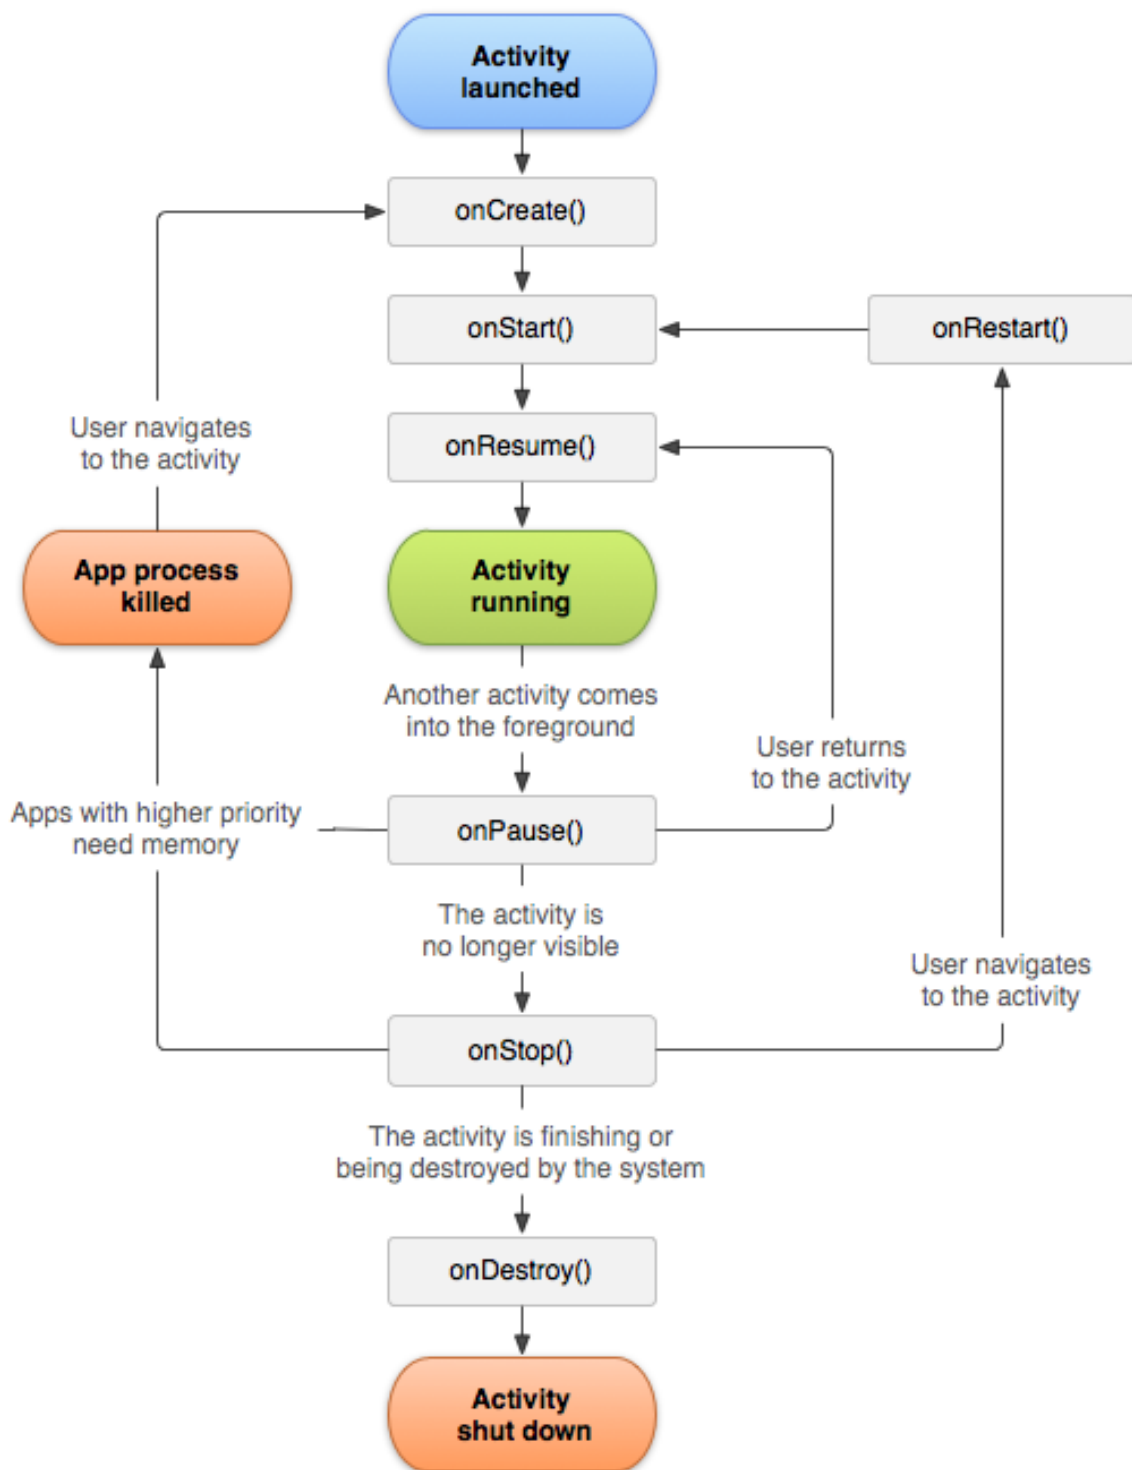 Activity
launched
onCreate()
onStart()
onRestart()
User navigates
to the activity
onResume()
App process
killed
Activity
running
Another activity comes
into the foreground
User returns
to the activity
Apps with higher priority
need memory
onPause()
The activity is
no longer visible
User navigates
to the activity
onStop()
The activity is finishing or
being destroyed by the system
onDestroy()
Activity
shut down